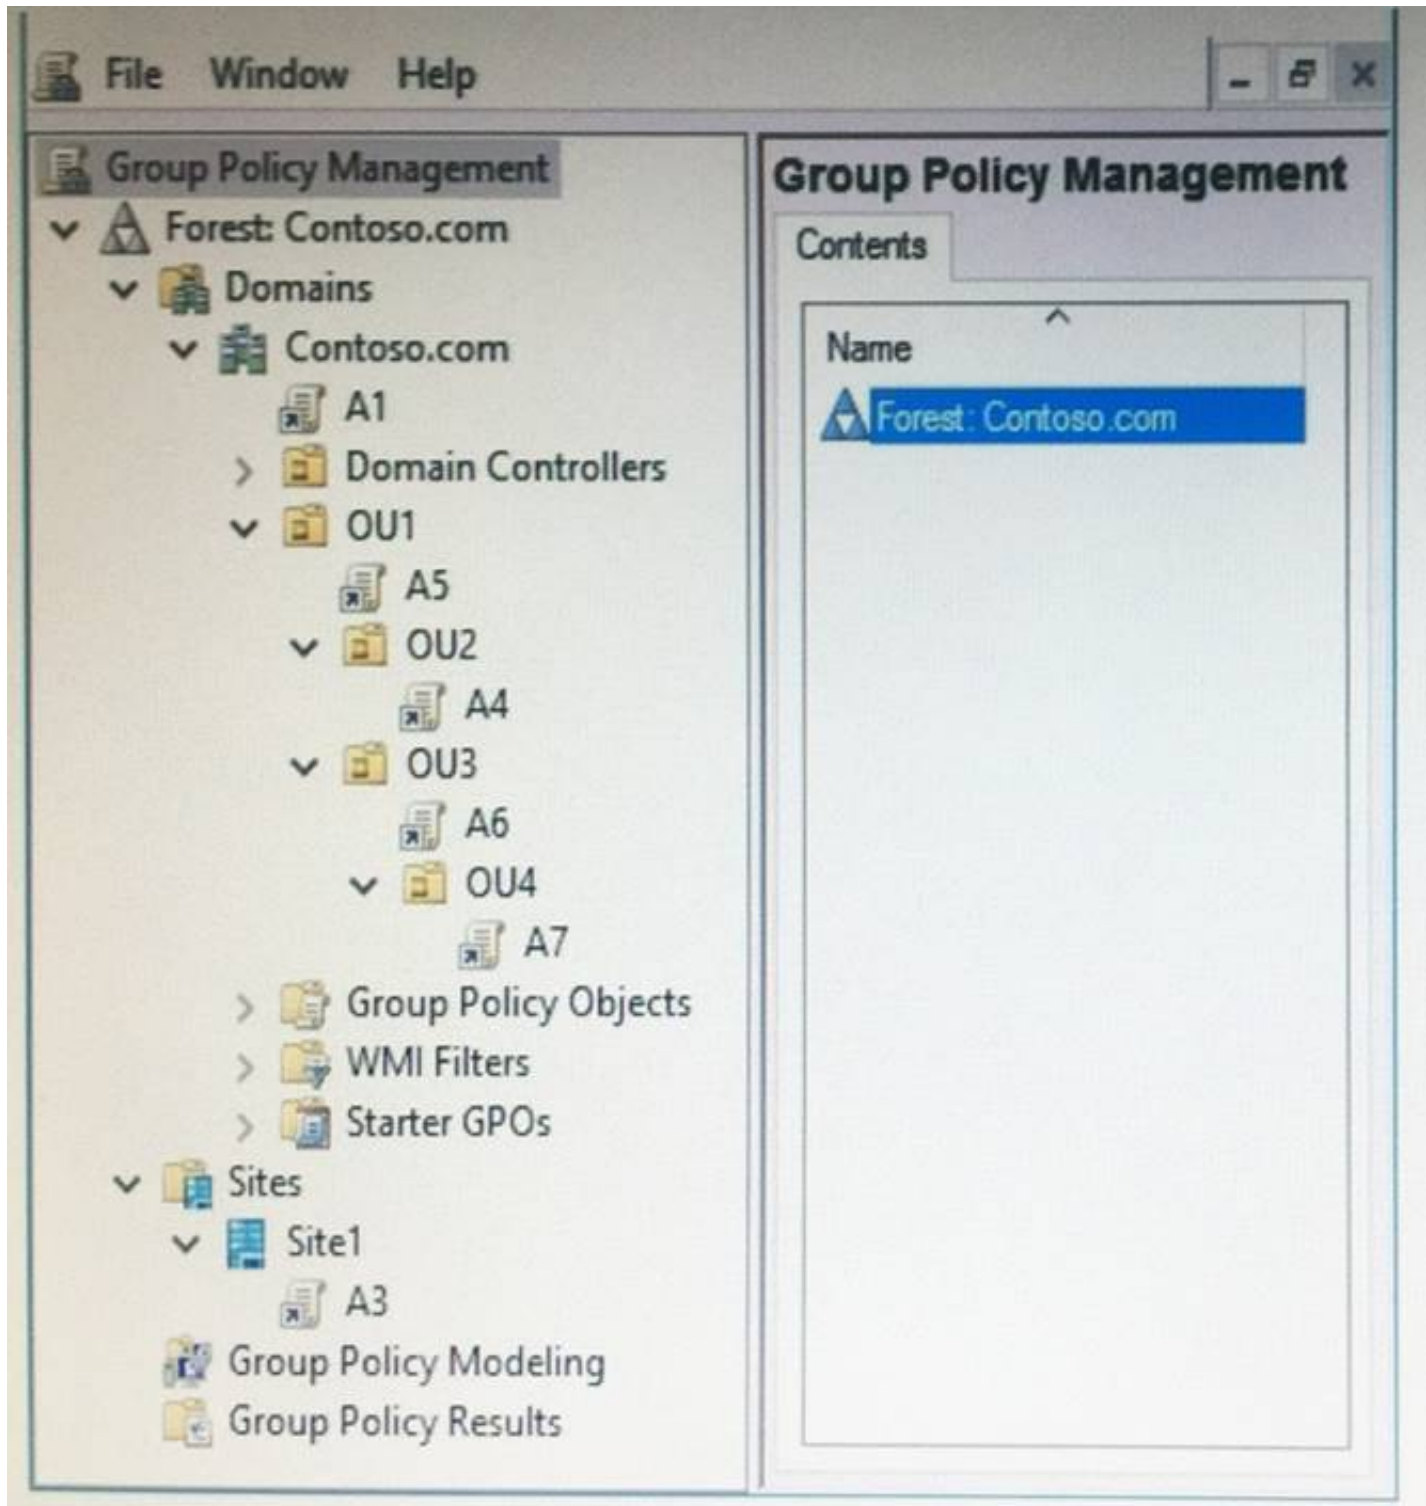 File Window Help
Group Policy Management
Forest: Contoso.com
Domains
Contoso.com
A1
Domain Controllers
OU1
A5
OU2
A4
OU3
A6
OU4
A7
Group Policy Objects
WMI Filters
Starter GPOs
Sites
Site1
A3
Group Policy Modeling
Group Policy Results
Group Policy Management
Contents
Name
Forest: Contoso.com